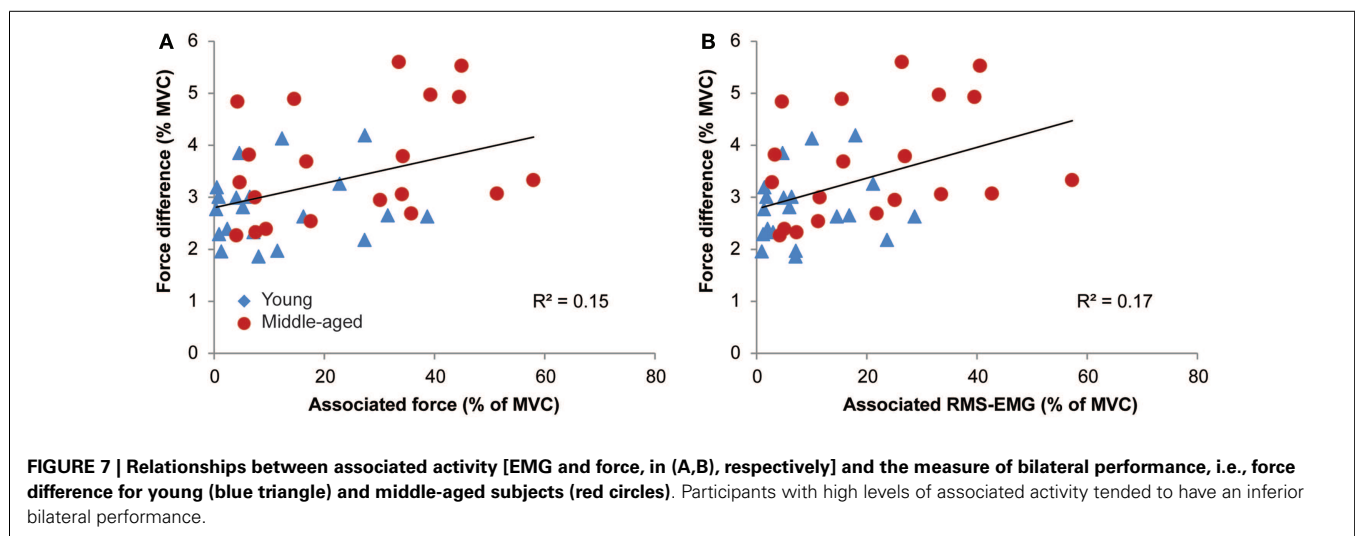 A
6
5
4
3
2
1
0
Force difference (% MVC)
Young
Middle-aged
R² = 0.15
0 20 40 60 80
Associated force (% of MVC)
B
6
5
4
3
2
1
0
Force difference (% MVC)
R² = 0.17
0 20 40 60 80
Associated RMS-EMG (% of MVC)
FIGURE 7 | Relationships between associated activity [EMG and force, in (A,B), respectively] and the measure of bilateral performance, i.e., force
difference for young (blue triangle) and middle-aged subjects (red circles). Participants with high levels of associated activity tended to have an inferior
bilateral performance.